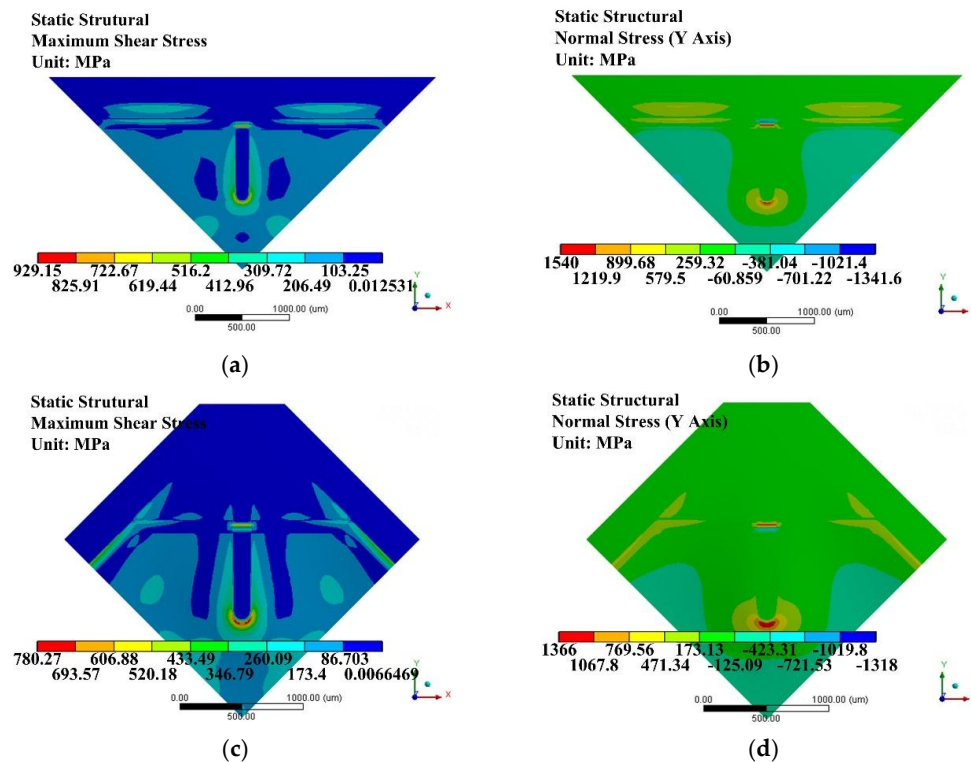 Static Strutural
Maximum Shear Stress
Unit: MPa
929.15 722.67 516.2 309.72 103.25
825.91 619.44 412.96 206.49 0.012531
0.00 1000.00 (um)
500.00
Y
X
Z
(a)
Static Structural
Normal Stress (Y Axis)
Unit: MPa
1540 899.68 259.32 -381.04 -1021.4
1219.9 579.5 -60.859 -701.22 -1341.6
0.00 1000.00 (um)
500.00
Y
Z
(b)
Static Strutural
Maximum Shear Stress
Unit: MPa
780.27 606.88 433.49 260.09 86.703
693.57 520.18 346.79 173.4 0.0066469
0.00 1000.00 (um)
500.00
Y
X
Z
(c)
Static Structural
Normal Stress (Y Axis)
Unit: MPa
1366 769.56 173.13 -423.31 -1019.8
1067.8 471.34 -125.09 -721.53 -1318
0.00 1000.00 (um)
500.00
Y
Z
(d)